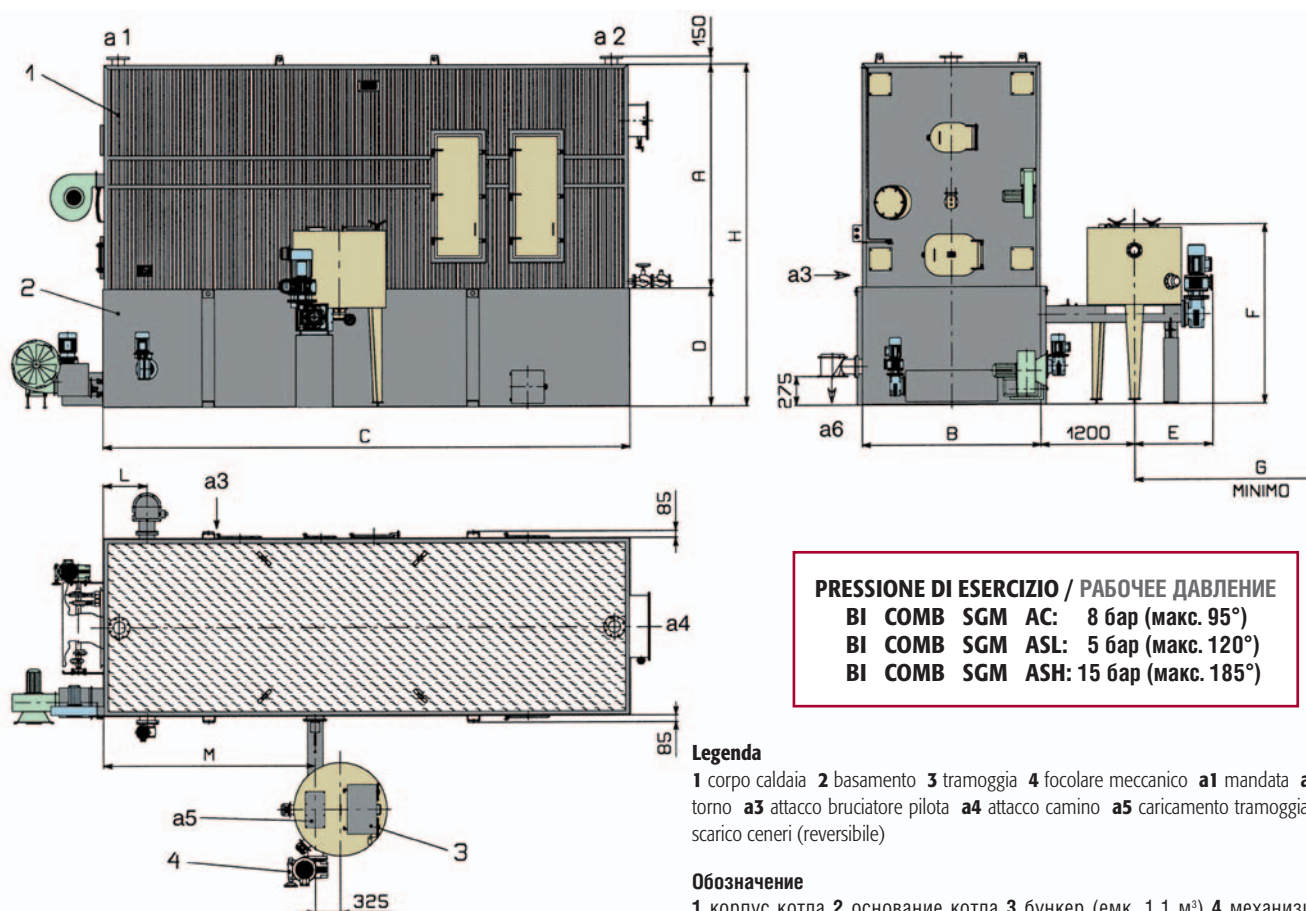 a1
a2
150
1
A
H
2
D
C
a3
275
a6
B
1200
E
F
G
MINIMO
L
a3
85
a4
85
M
a5
4
3
325
PRESSIONE DI ESERCIZIO / РАБОЧЕЕ ДАВЛЕНИЕ
BI COMB SGM AC: 8 бар (макс. 95°)
BI COMB SGM ASL: 5 бар (макс. 120°)
BI COMB SGM ASH: 15 бар (макс. 185°)
Legenda
1 corpo caldaia 2 basamento 3 tramoggia 4 focolare meccanico a1 mandata
torno a3 attacco bruciatore pilota a4 attacco camino a5 caricamento tramoggia
scarico ceneri (reversibile)
Обозначение
1 корпус котла 2 основание котла 3 бункер (емк. 1,1 м³) 4